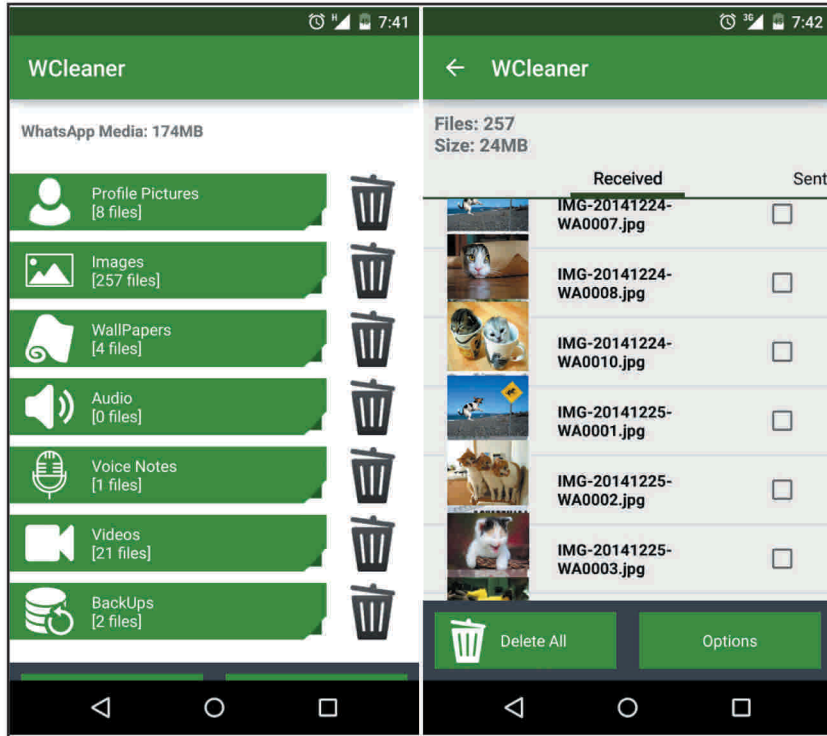 H 7:41
WCleaner
WhatsApp Media: 174MB
Profile Pictures
[8 files]
Images
[257 files]
WallPapers
[4 files]
Audio
[0 files]
Voice Notes
[1 files]
Videos
[21 files]
BackUps
[2 files]
3G 7:42
WCleaner
Files: 257
Size: 24MB
Received Sent
IMG-20141224-
WA0007.jpg
IMG-20141224-
WA0008.jpg
IMG-20141224-
WA0010.jpg
IMG-20141225-
WA0001.jpg
IMG-20141225-
WA0002.jpg
IMG-20141225-
WA0003.jpg
Delete All Options